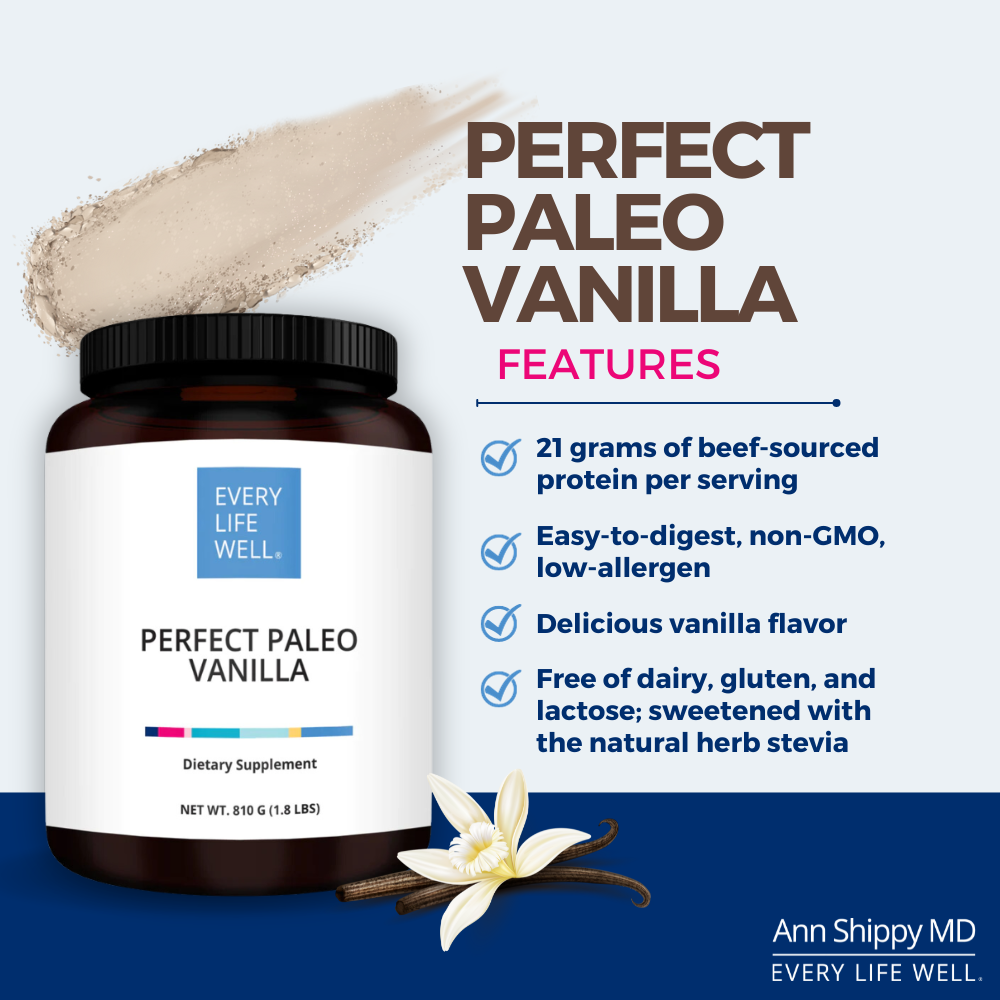 PERFECT
PALEO
VANILLA
FEATURES
21 grams of beef-sourced
protein per serving
Easy-to-digest, non-GMO,
low-allergen
Delicious vanilla flavor
Free of dairy, gluten, and
lactose; sweetened with
the natural herb stevia
EVERY
LIFE
WELL®
PERFECT PALEO
VANILLA
Dietary Supplement
NET WT. 810 G (1.8 LBS)
Ann Shippy MD
EVERY LIFE WELL®